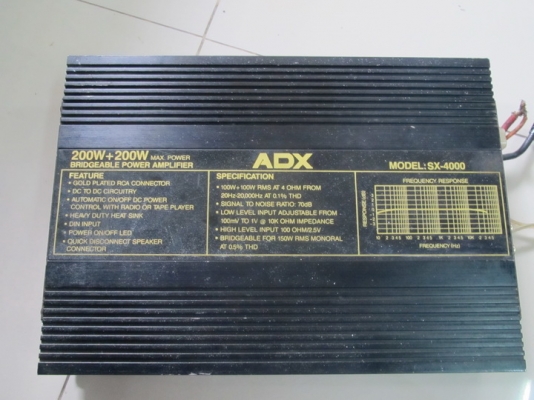 200W+200W MAX. POWER
BRIDGEABLE POWER AMPLIFIER
ADX
MODEL: SX-4000
FEATURE
• GOLD PLATED RCA CONNECTOR
• DC TO DC CIRCUITRY
• AUTOMATIC ON/OFF DC POWER
CONTROL WITH RADIO OR TAPE PLAYER
• HEAVY DUTY HEAT-SINK
• DIN INPUT
• POWER ON/OFF LED
• QUICK DISCONNECT SPEAKER
CONNECTOR
SPECIFICATION
• 100W+100W RMS AT 4 OHM FROM
20Hz-20,000Hz AT 0.1% THD
• SIGNAL TO NOISE RATIO: 70dB
• LOW LEVEL INPUT ADJUSTABLE FROM
100mV TO 1V @ 10K OHM IMPEDANCE
• HIGH LEVEL INPUT 100 OHM/2.5V
• BRIDGEABLE FOR 150W RMS MONORAL
AT 0.5% THD
FREQUENCY RESPONSE
RESPONSE (dB)
FREQUENCY (Hz)